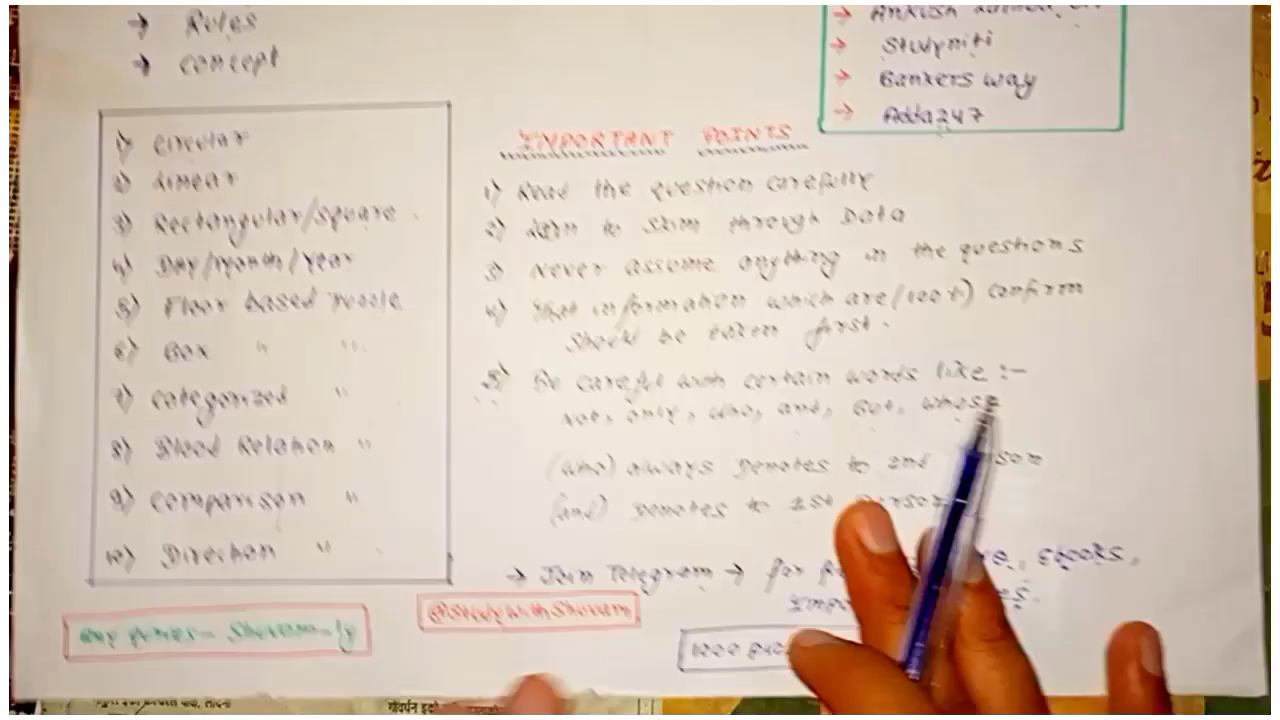 → Rules
→ concept
→ Ankush
→ Studyniti
→ Bankers way
→ Adda247
1) circular
2) Linear
3) Rectangular/square
4) Day/Month/Year
5) Floor based Puzzle
6) Box " "
7) categorized "
8) Blood Relation "
9) comparison "
10) Direction "
IMPORTANT POINTS
1) Read the question carefully
2) to skim through Data
3) Never assume anything in the questions
4) That information which are (100%) confirm
should be taken first.
5) Be careful with certain words like :-
Not, only, who, and, But, whose
(who) always Denotes to 2nd
(and) Denotes to 1st
→ Join Telegram → for
@StudywithShivam